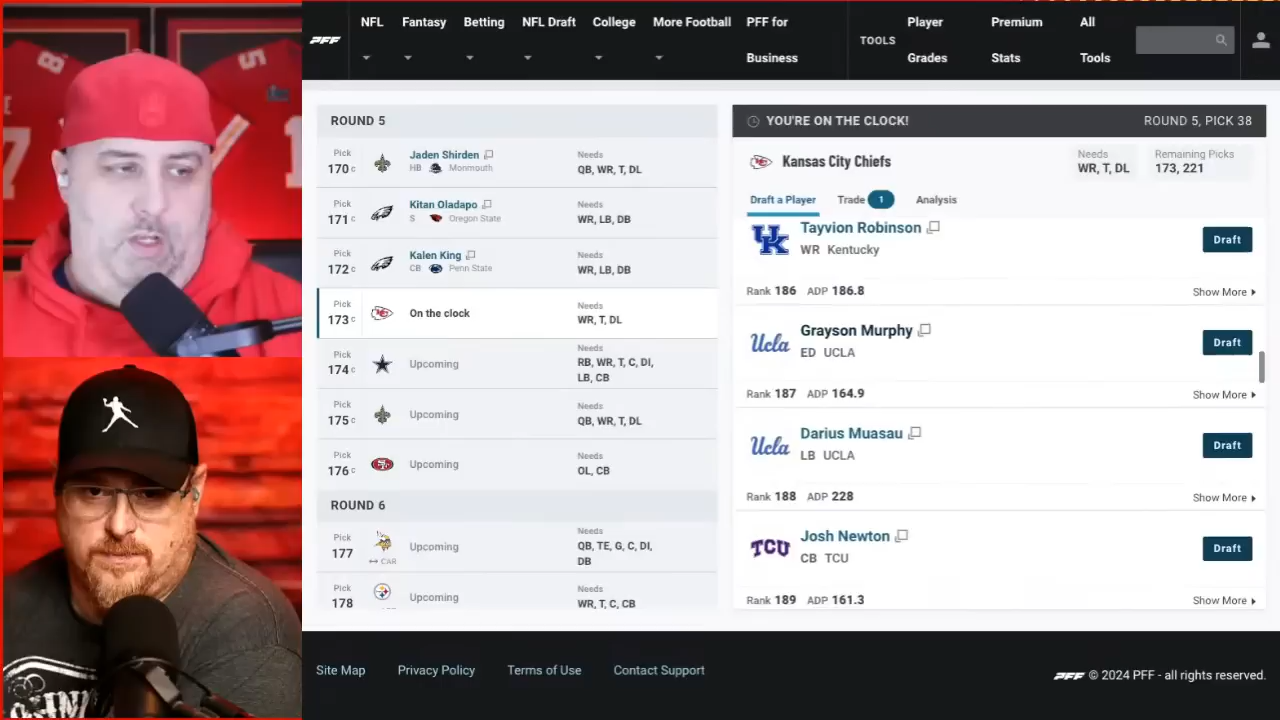 NFL
Fantasy
Betting
NFL Draft
College
More Football
PFF for
Business
TOOLS
Player
Grades
Premium
Stats
All
Tools
PFF
ROUND 5
Pick
170 c
Jaden Shirden
HB Monmouth
Needs
QB, WR, T, DL
Pick
171 c
Kitan Oladapo
S Oregon State
Needs
WR, LB, DB
Pick
172 c
Kalen King
CB Penn State
Needs
WR, LB, DB
Pick
173 c
On the clock
Needs
WR, T, DL
Pick
174 c
Upcoming
Needs
RB, WR, T, C, DI,
LB, CB
Pick
175 c
Upcoming
Needs
QB, WR, T, DL
Pick
176 c
Upcoming
Needs
OL, CB
ROUND 6
Pick
177
CAR
Upcoming
Needs
QB, TE, G, C, DI,
DB
Pick
178
Upcoming
Needs
WR, T, C, CB
YOU'RE ON THE CLOCK!
ROUND 5, PICK 38
Kansas City Chiefs
Needs
WR, T, DL
Remaining Picks
173, 221
Draft a Player
Trade 1
Analysis
Tayvion Robinson
WR Kentucky
Draft
Rank 186 ADP 186.8
Show More
Ucla
Grayson Murphy
ED UCLA
Draft
Rank 187 ADP 164.9
Show More
Ucla
Darius Muasau
LB UCLA
Draft
Rank 188 ADP 228
Show More
TCU
Josh Newton
CB TCU
Draft
Rank 189 ADP 161.3
Show More
Site Map
Privacy Policy
Terms of Use
Contact Support
PFF © 2024 PFF - all rights reserved.